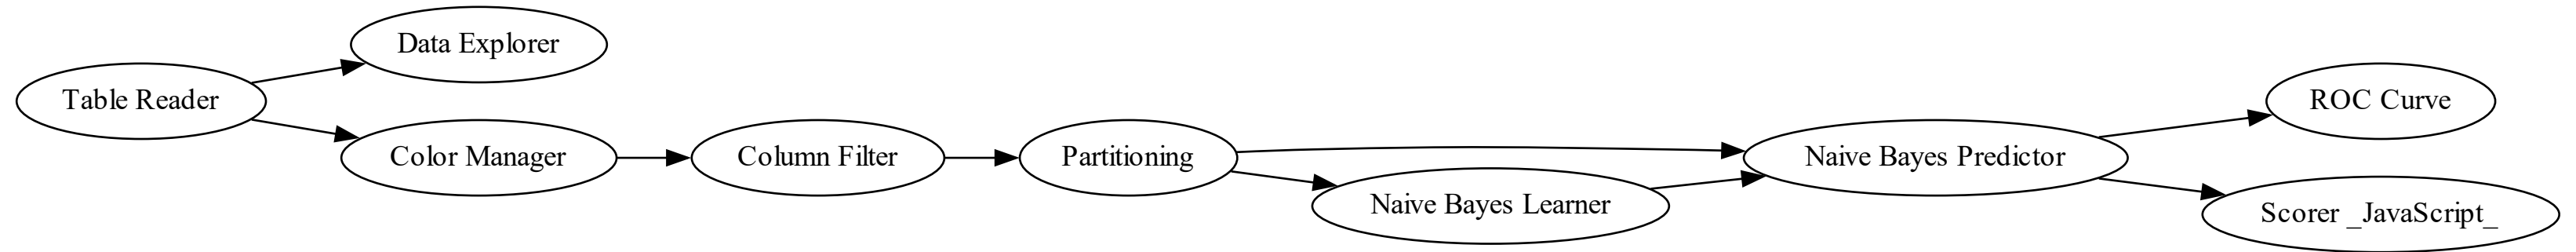 Data Explorer
Table Reader
ROC Curve
Color Manager
Column Filter
Partitioning
Naive Bayes Predictor
Naive Bayes Learner
Scorer _JavaScript_